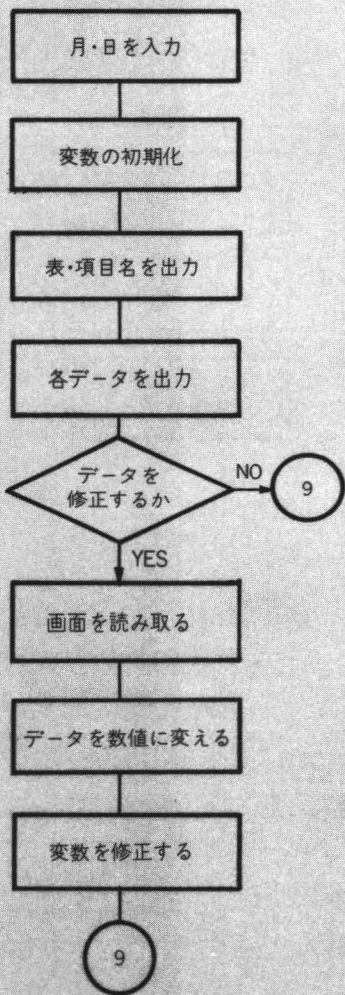 月・日を入力
変数の初期化
表・項目名を出力
各データを出力
データを
修正するか
NO
9
YES
画面を読み取る
データを数値に変える
変数を修正する
9